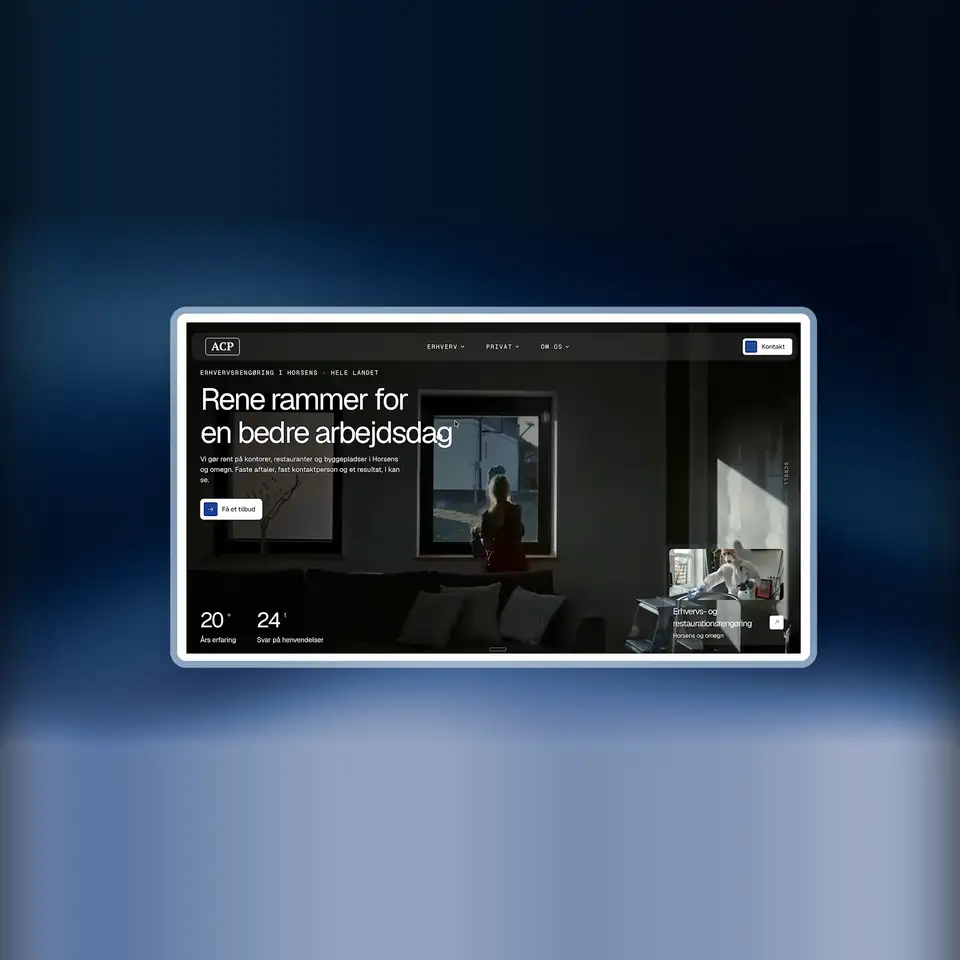 ACP
ERHVERV
PRIVAT
OM OS
Kontakt
ERHVERVSRENGØRING I HORSENS · HELE LANDET
Rene rammer for
en bedre arbejdsdag
Vi gør rent på kontorer, restauranter og byggepladser i Horsens
og omegn. Faste aftaler, fast kontaktperson og et resultat, I kan
se.
Få et tilbud
SCROLL
20 +
Års erfaring
24 t
Svar på henvendelser
Erhvervs- og
restaurationsrengøring
Horsens og omegn